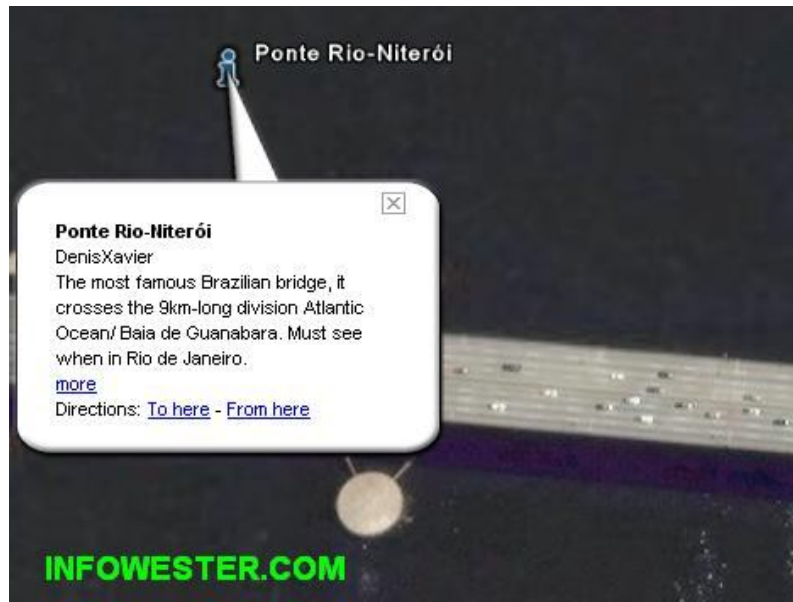 Ponte Rio-Niterói
Ponte Rio-Niterói
DenisXavier
The most famous Brazilian bridge, it
crosses the 9km-long division Atlantic
Ocean/ Baia de Guanabara. Must see
when in Rio de Janeiro.
more
Directions: To here - From here
INFOWESTER.COM